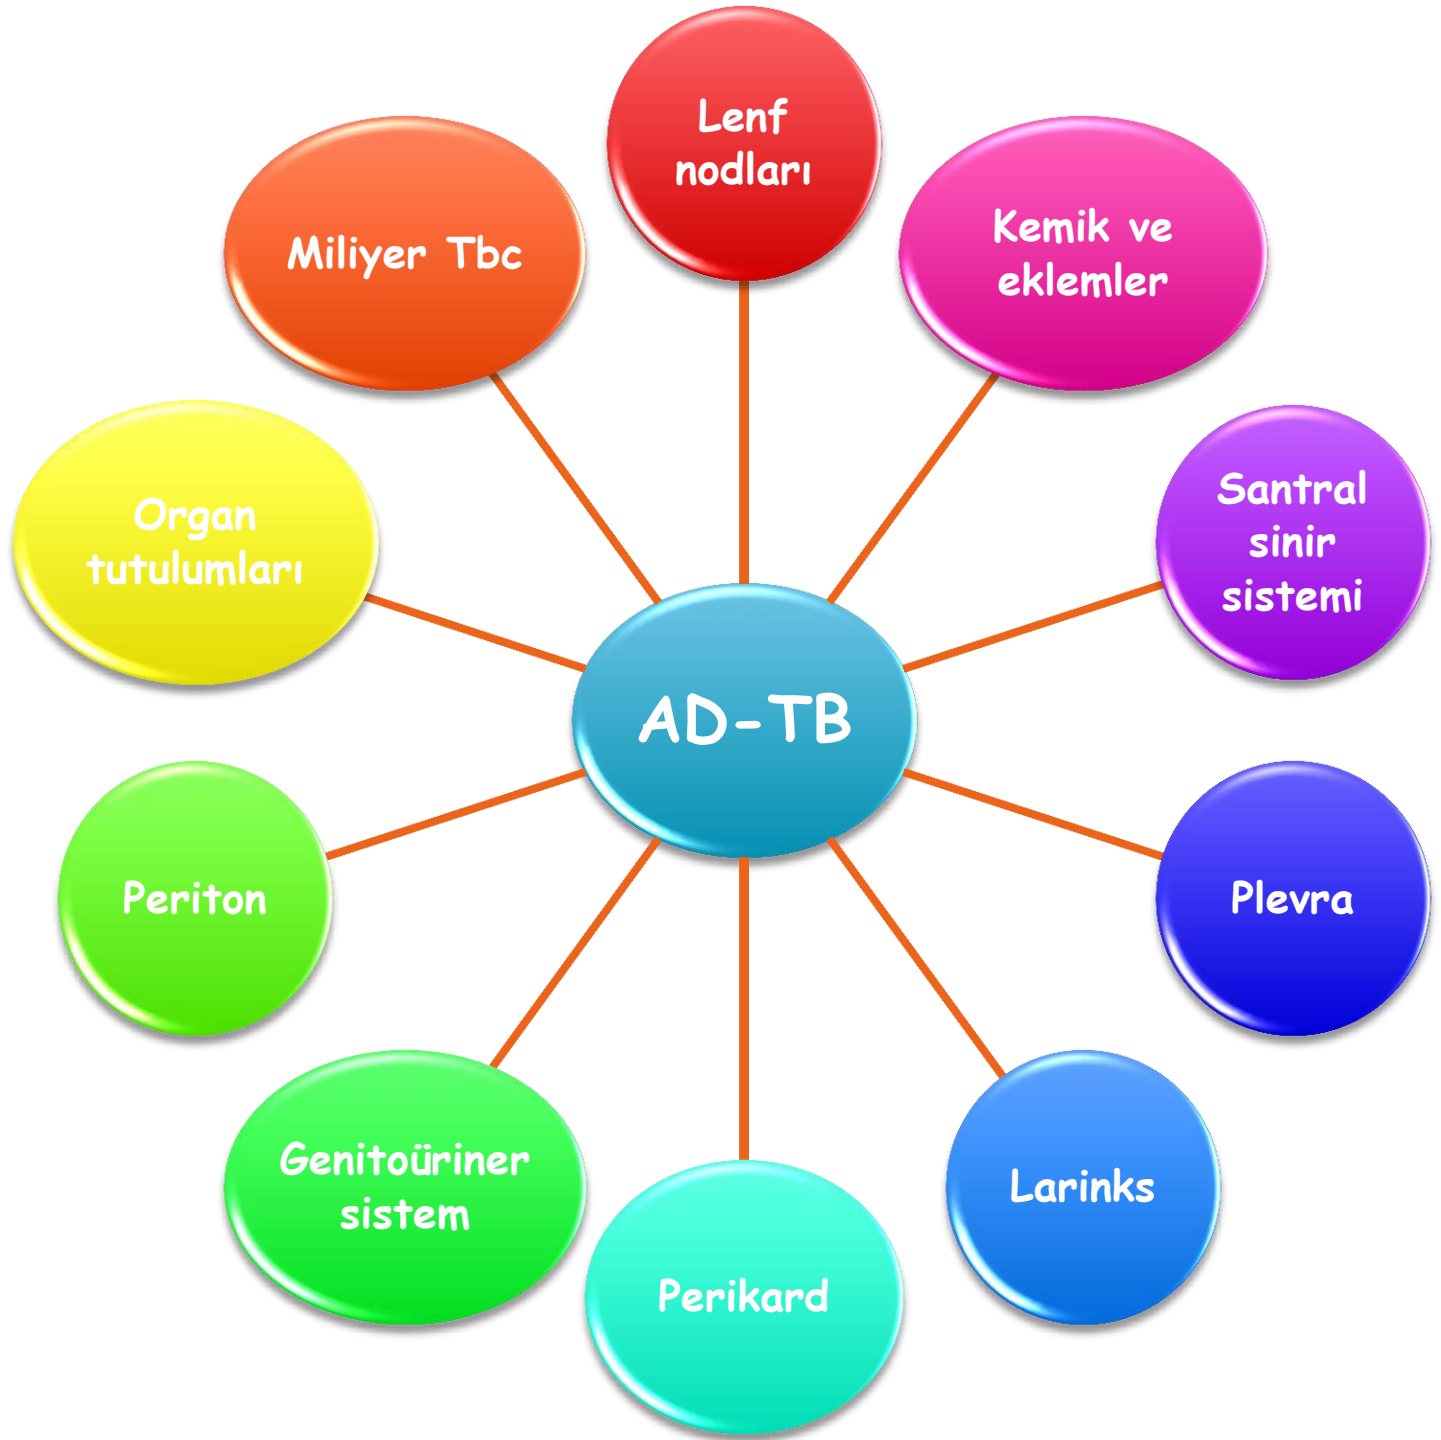 Lenf
nodları
Kemik ve
eklemler
Santral
sinir
sistemi
Plevra
Larinks
Perikard
Genitoüriner
sistem
Periton
Organ
tutulumları
Miliyer Tbc
AD-TB